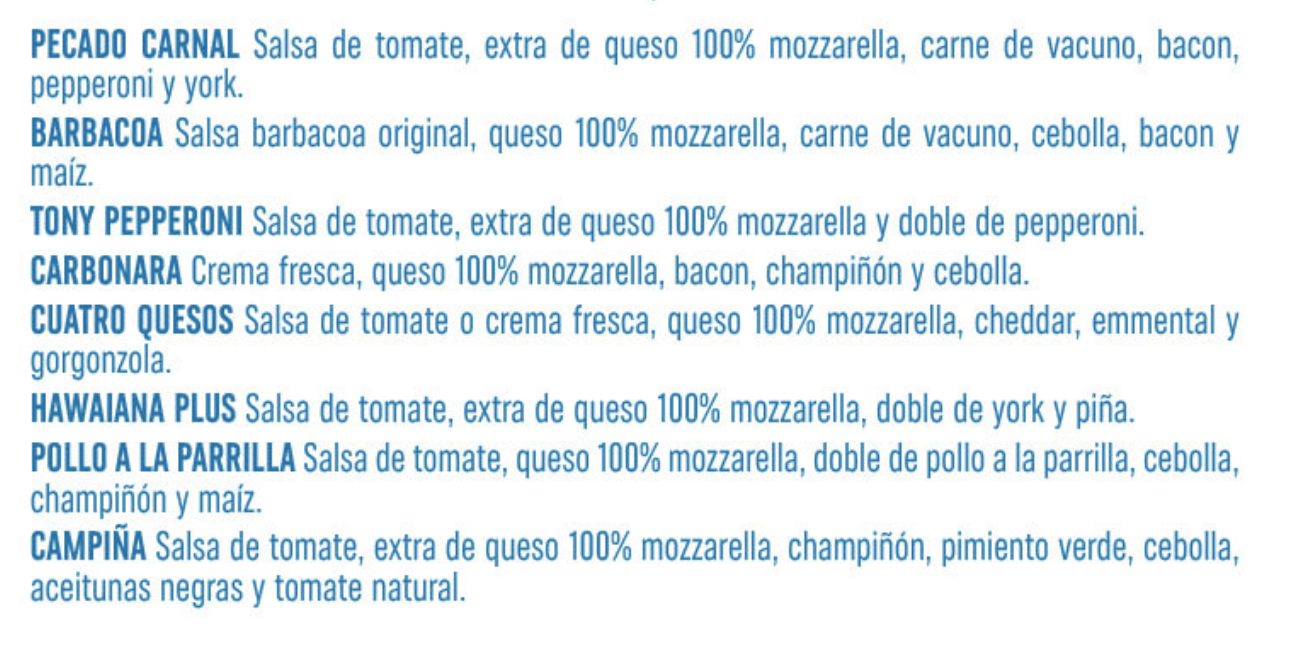 PECADO CARNAL Salsa de tomate, extra de queso 100% mozzarella, carne de vacuno, bacon,
pepperoni y york.
BARBACOA Salsa barbacoa original, queso 100% mozzarella, carne de vacuno, cebolla, bacon y
maíz.
TONY PEPPERONI Salsa de tomate, extra de queso 100% mozzarella y doble de pepperoni.
CARBONARA Crema fresca, queso 100% mozzarella, bacon, champiñón y cebolla.
CUATRO QUESOS Salsa de tomate o crema fresca, queso 100% mozzarella, cheddar, emmental y
gorgonzola.
HAWAIANA PLUS Salsa de tomate, extra de queso 100% mozzarella, doble de york y piña.
POLLO A LA PARRILLA Salsa de tomate, queso 100% mozzarella, doble de pollo a la parrilla, cebolla,
champiñón y maíz.
CAMPIÑA Salsa de tomate, extra de queso 100% mozzarella, champiñón, pimiento verde, cebolla,
aceitunas negras y tomate natural.